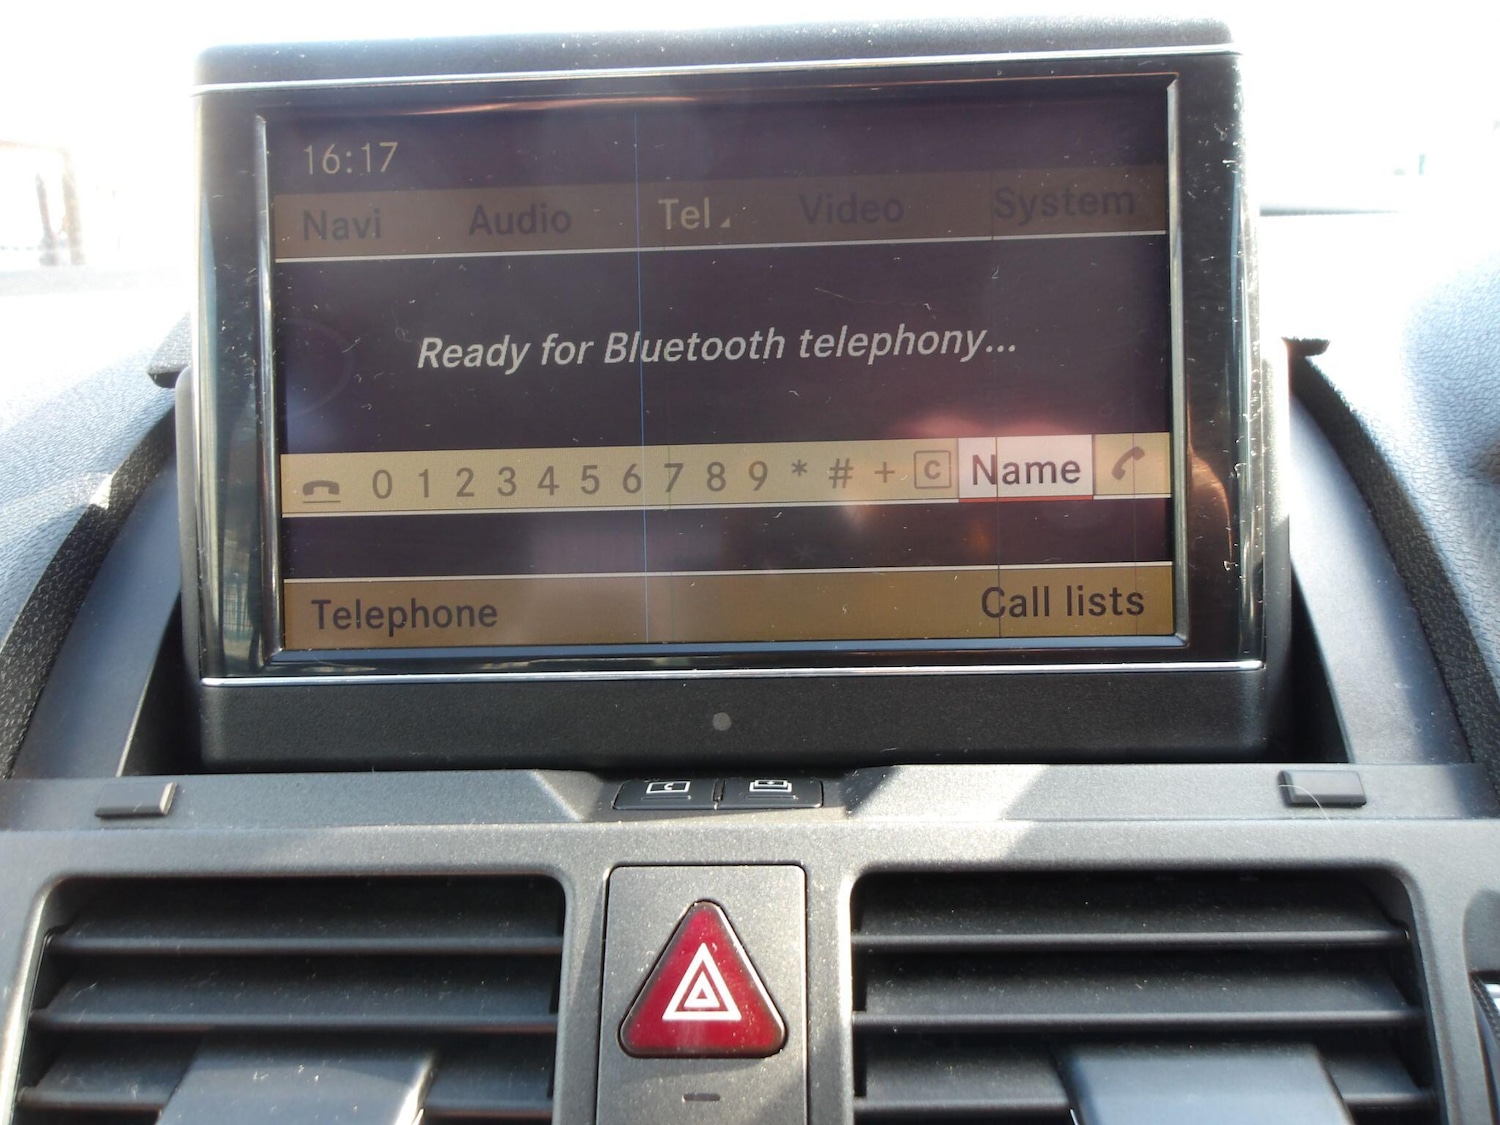 16:17
Navi Audio Tel Video System
Ready for Bluetooth telephony...
0 1 2 3 4 5 6 7 8 9 * # + C Name
Telephone Call lists